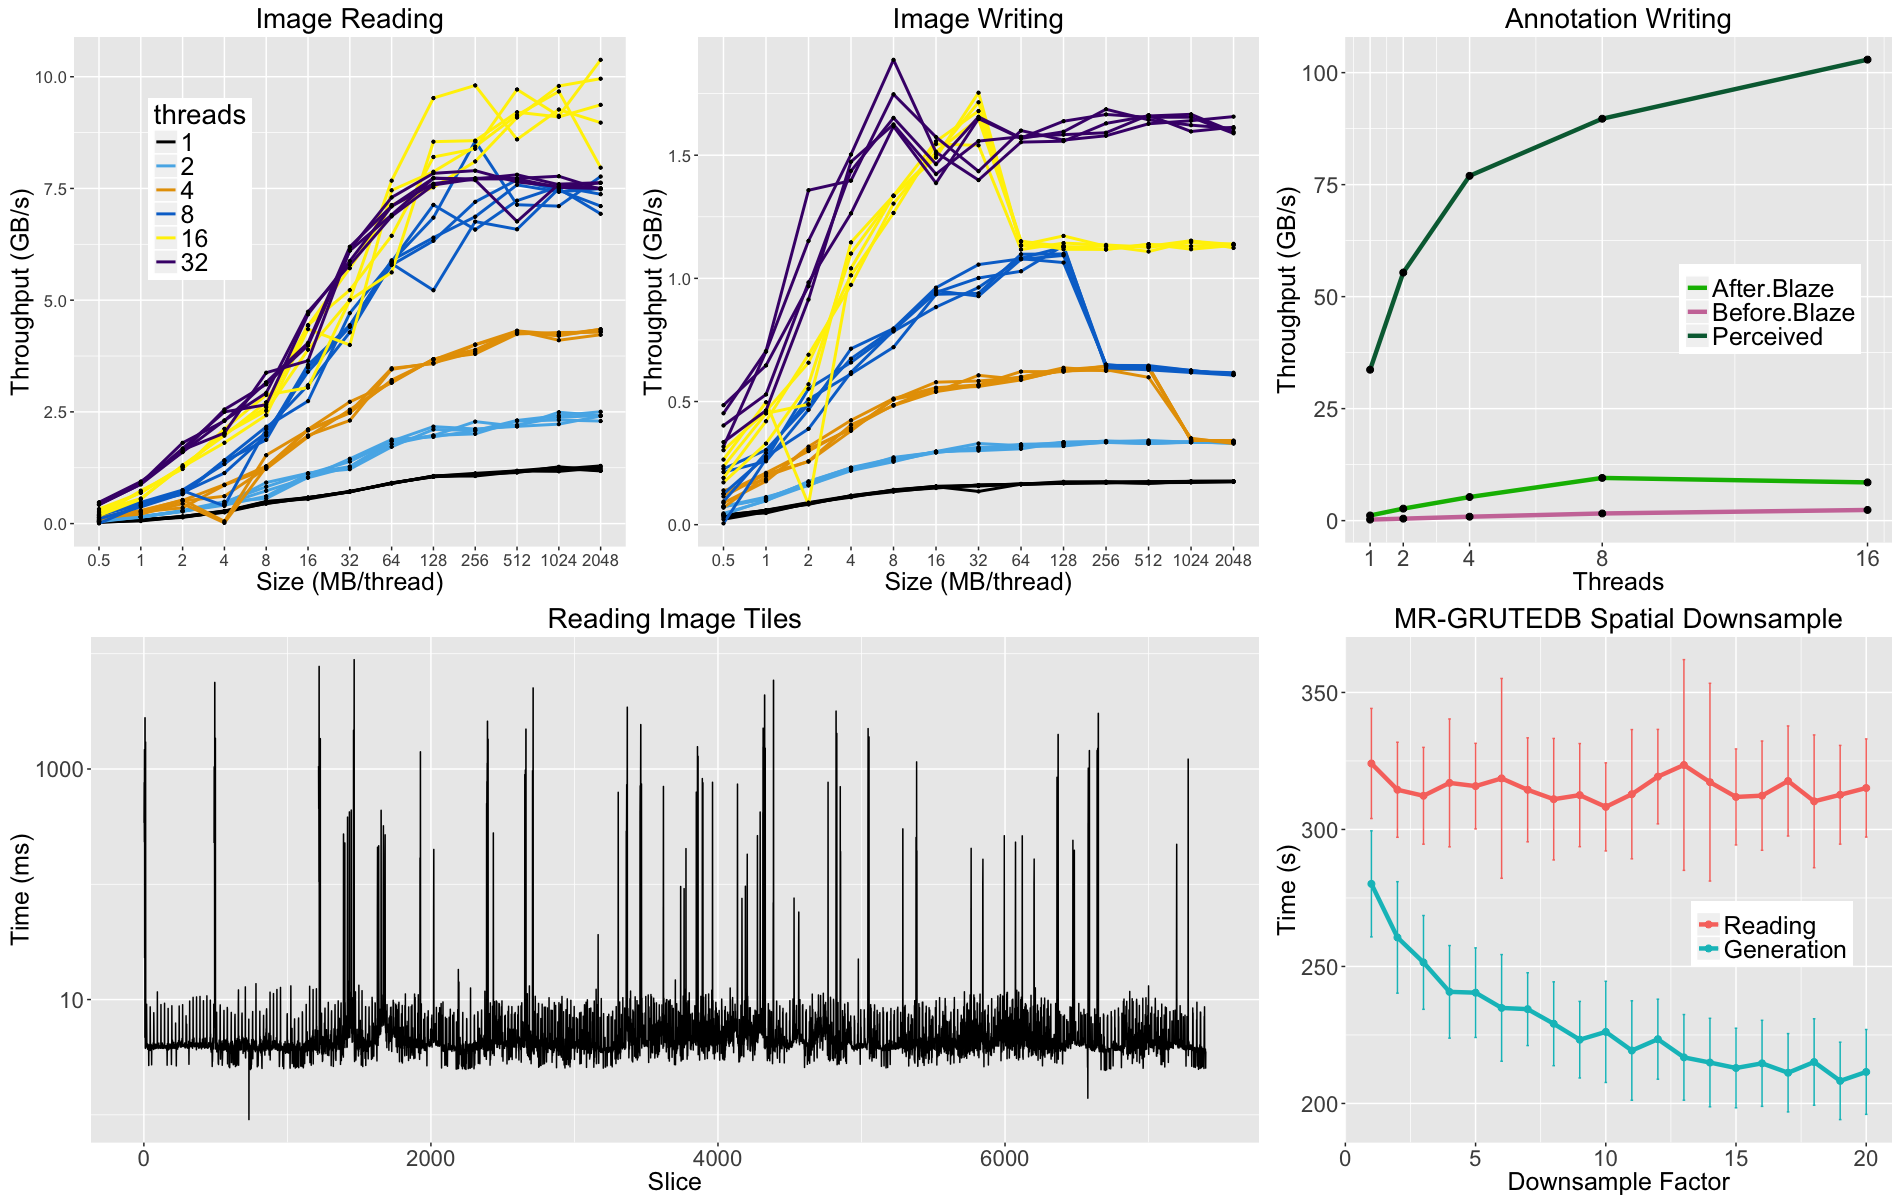 Image Reading
Throughput (GB/s)
10.0
7.5
5.0
2.5
0.0
threads
1
2
4
8
16
32
0.5 1 2 4 8 16 32 64 128 256 512 1024 2048
Size (MB/thread)
Image Writing
Throughput (GB/s)
1.5
1.0
0.5
0.0
0.5 1 2 4 8 16 32 64 128 256 512 1024 2048
Size (MB/thread)
Annotation Writing
Throughput (GB/s)
100
75
50
25
0
After.Blaze
Before.Blaze
Perceived
1 2 4 8 16
Threads
Reading Image Tiles
Time (ms)
1000
10
0 2000 4000 6000
Slice
MR-GRUTEDB Spatial Downsample
Time (s)
350
300
250
200
Reading
Generation
0 5 10 15 20
Downsample Factor